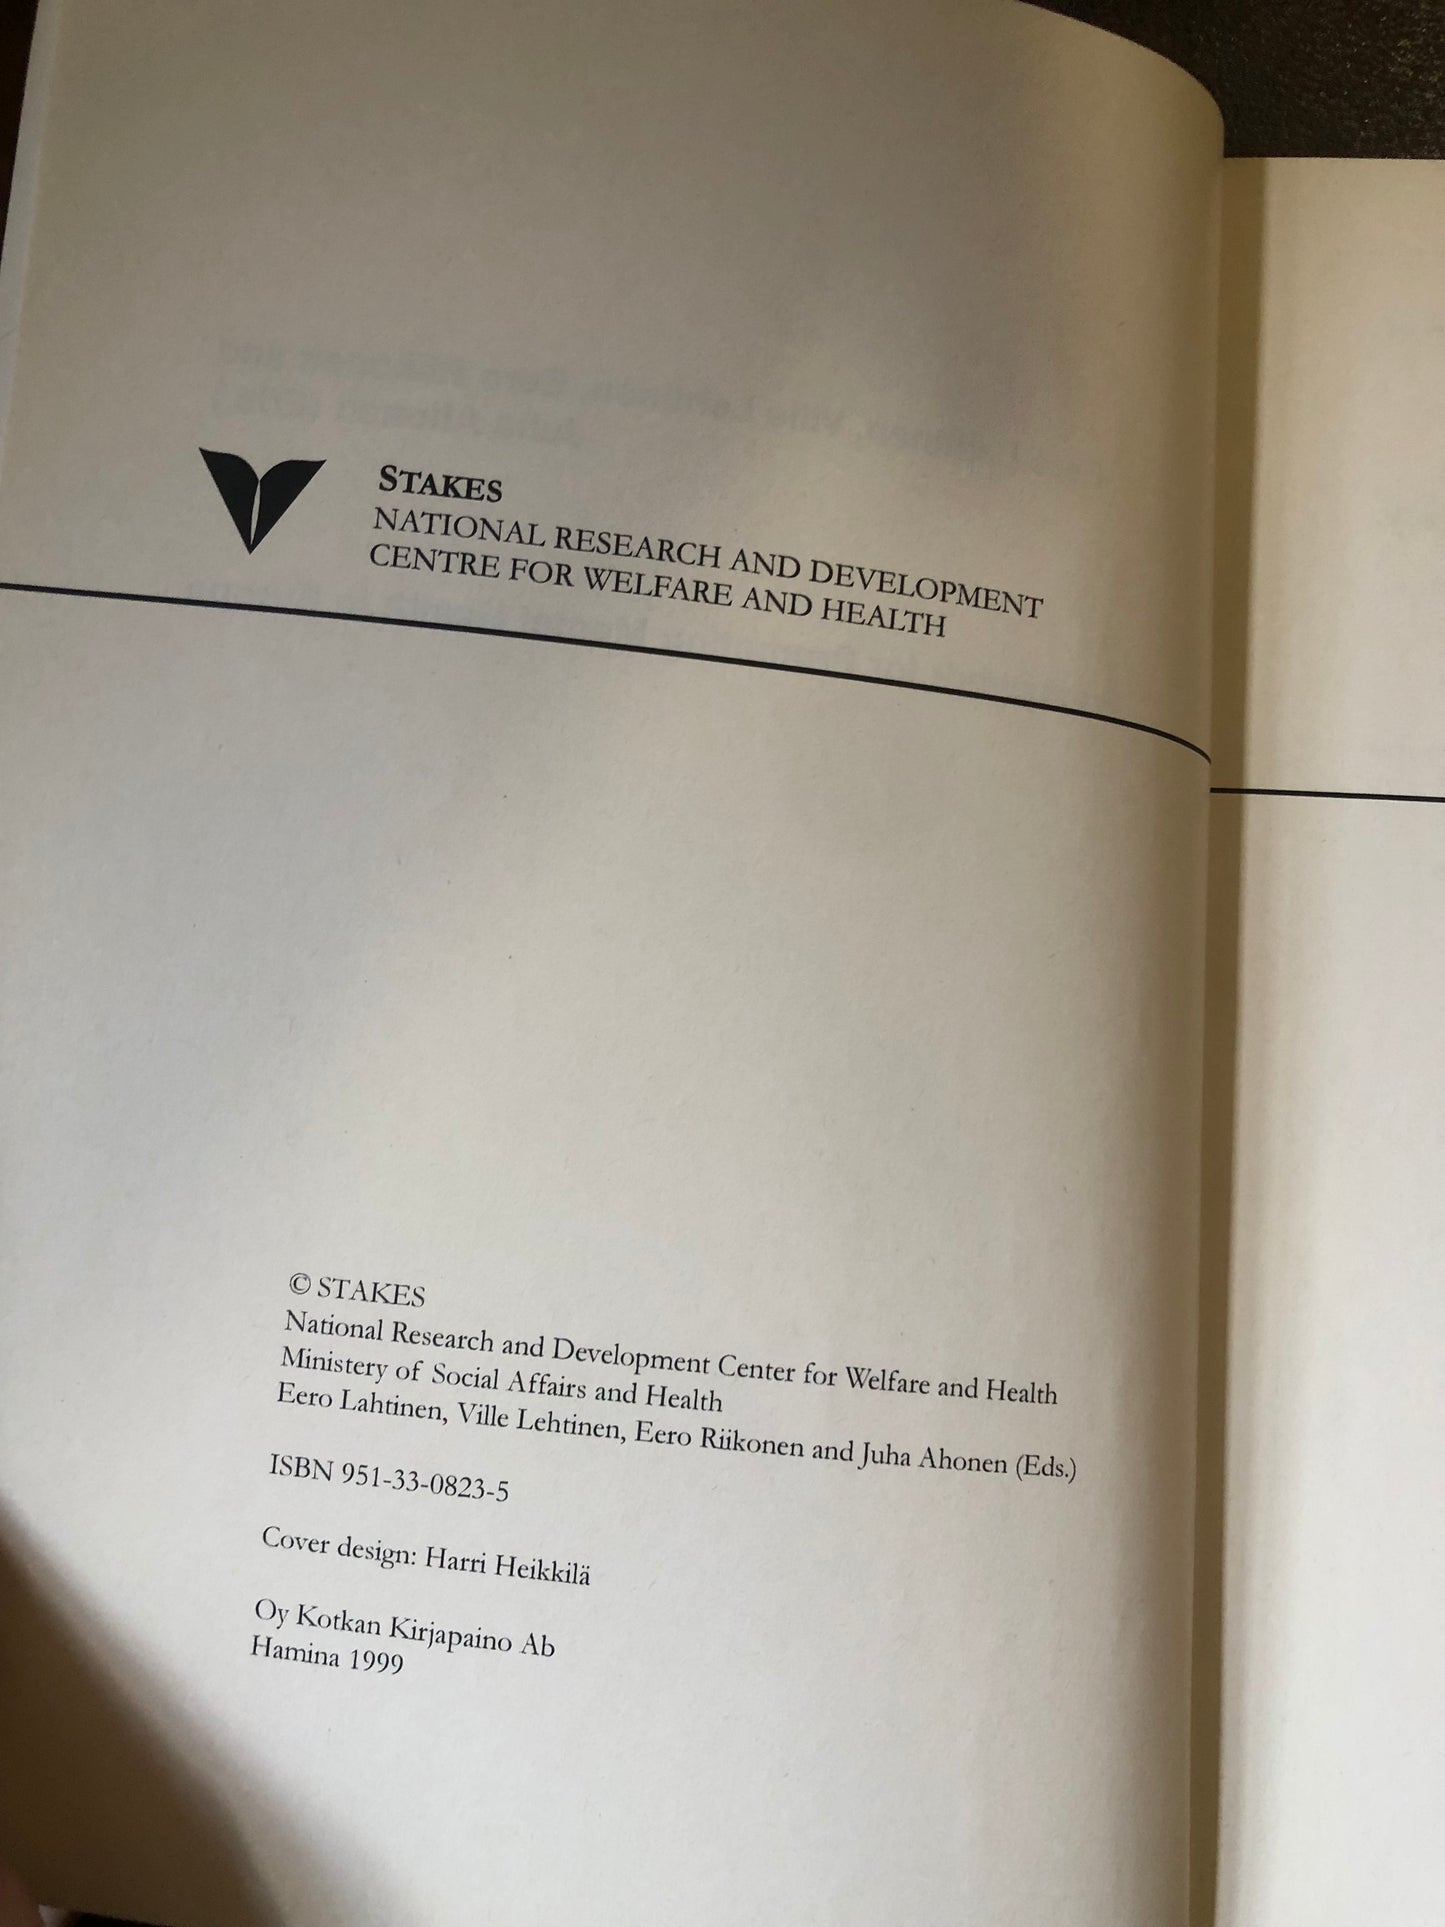 STAKES
NATIONAL RESEARCH AND DEVELOPMENT
CENTRE FOR WELFARE AND HEALTH
© STAKES
National Research and Development Center for Welfare and Health
Ministery of Social Affairs and Health
Eero Lahtinen, Ville Lehtinen, Eero Riikonen and Juha Ahonen (Eds.)
ISBN 951-33-0823-5
Cover design: Harri Heikkilä
Oy Kotkan Kirjapaino Ab
Hamina 1999